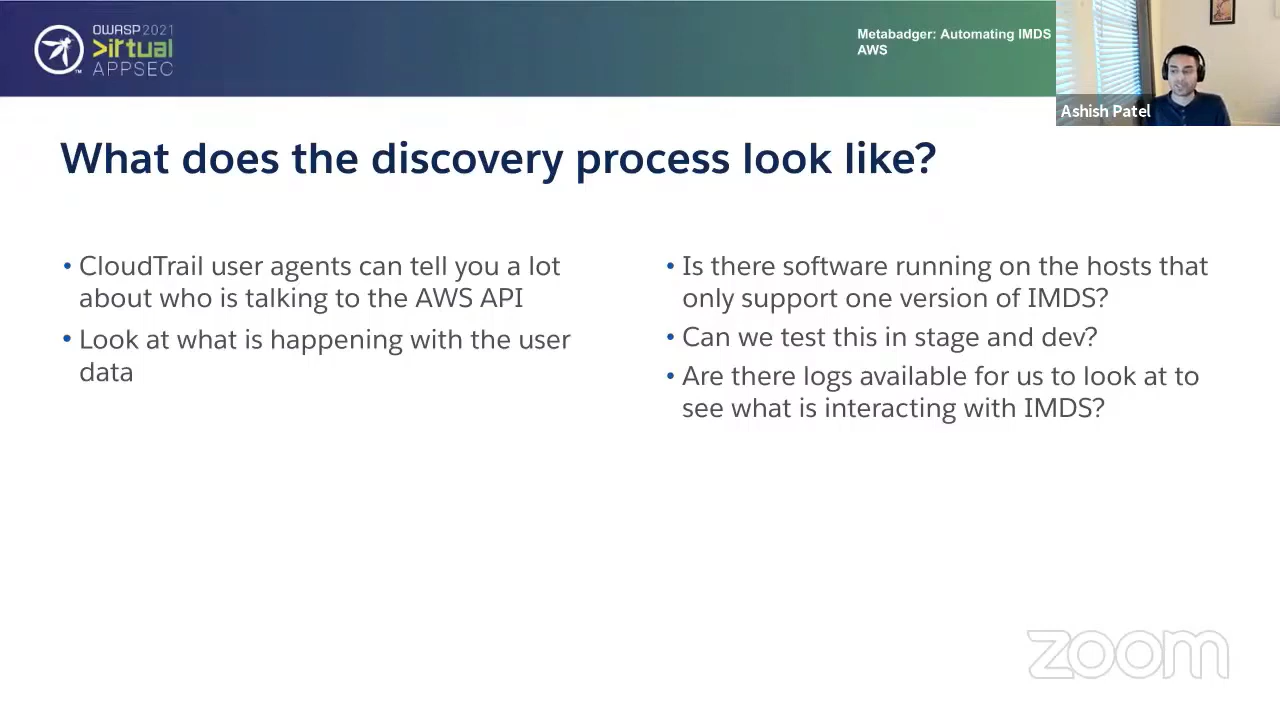 OWASP 2021
Virtual
APPSEC
Metabadger: Automating IMDS
AWS
Ashish Patel
What does the discovery process look like?
• CloudTrail user agents can tell you a lot
about who is talking to the AWS API
• Look at what is happening with the user
data
• Is there software running on the hosts that
only support one version of IMDS?
• Can we test this in stage and dev?
• Are there logs available for us to look at to
see what is interacting with IMDS?
zoom